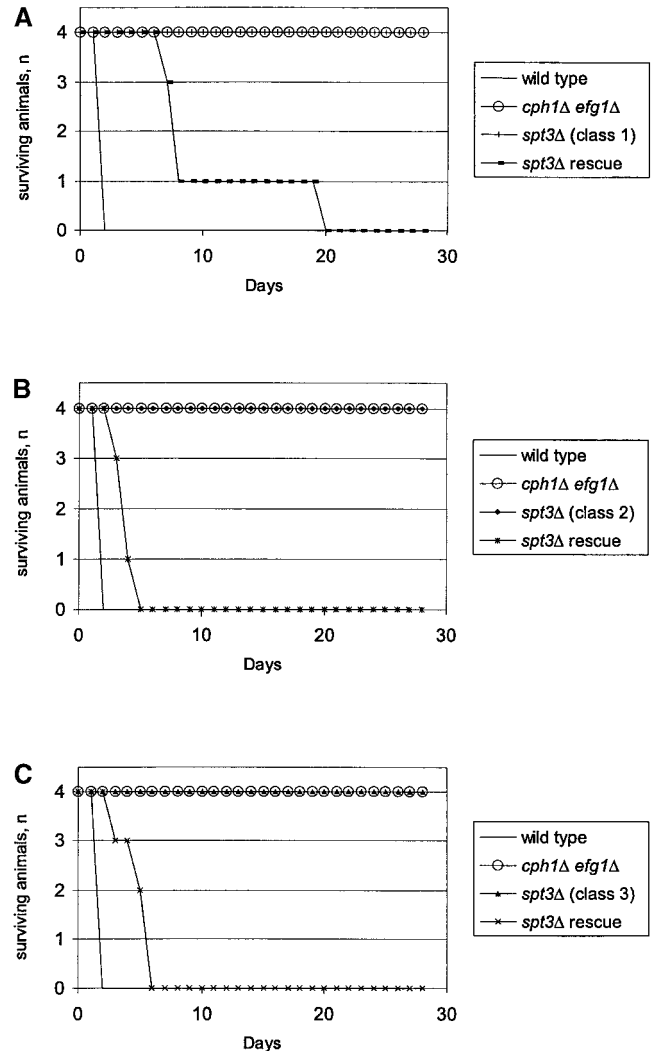 A
surviving animals, n
4
3
2
1
0
0 10 20 30
Days
wild type
cph1Δ efg1Δ
spt3Δ (class 1)
spt3Δ rescue
B
surviving animals, n
4
3
2
1
0
0 10 20 30
Days
wild type
cph1Δ efg1Δ
spt3Δ (class 2)
spt3Δ rescue
C
surviving animals, n
4
3
2
1
0
0 10 20 30
Days
wild type
cph1Δ efg1Δ
spt3Δ (class 3)
spt3Δ rescue